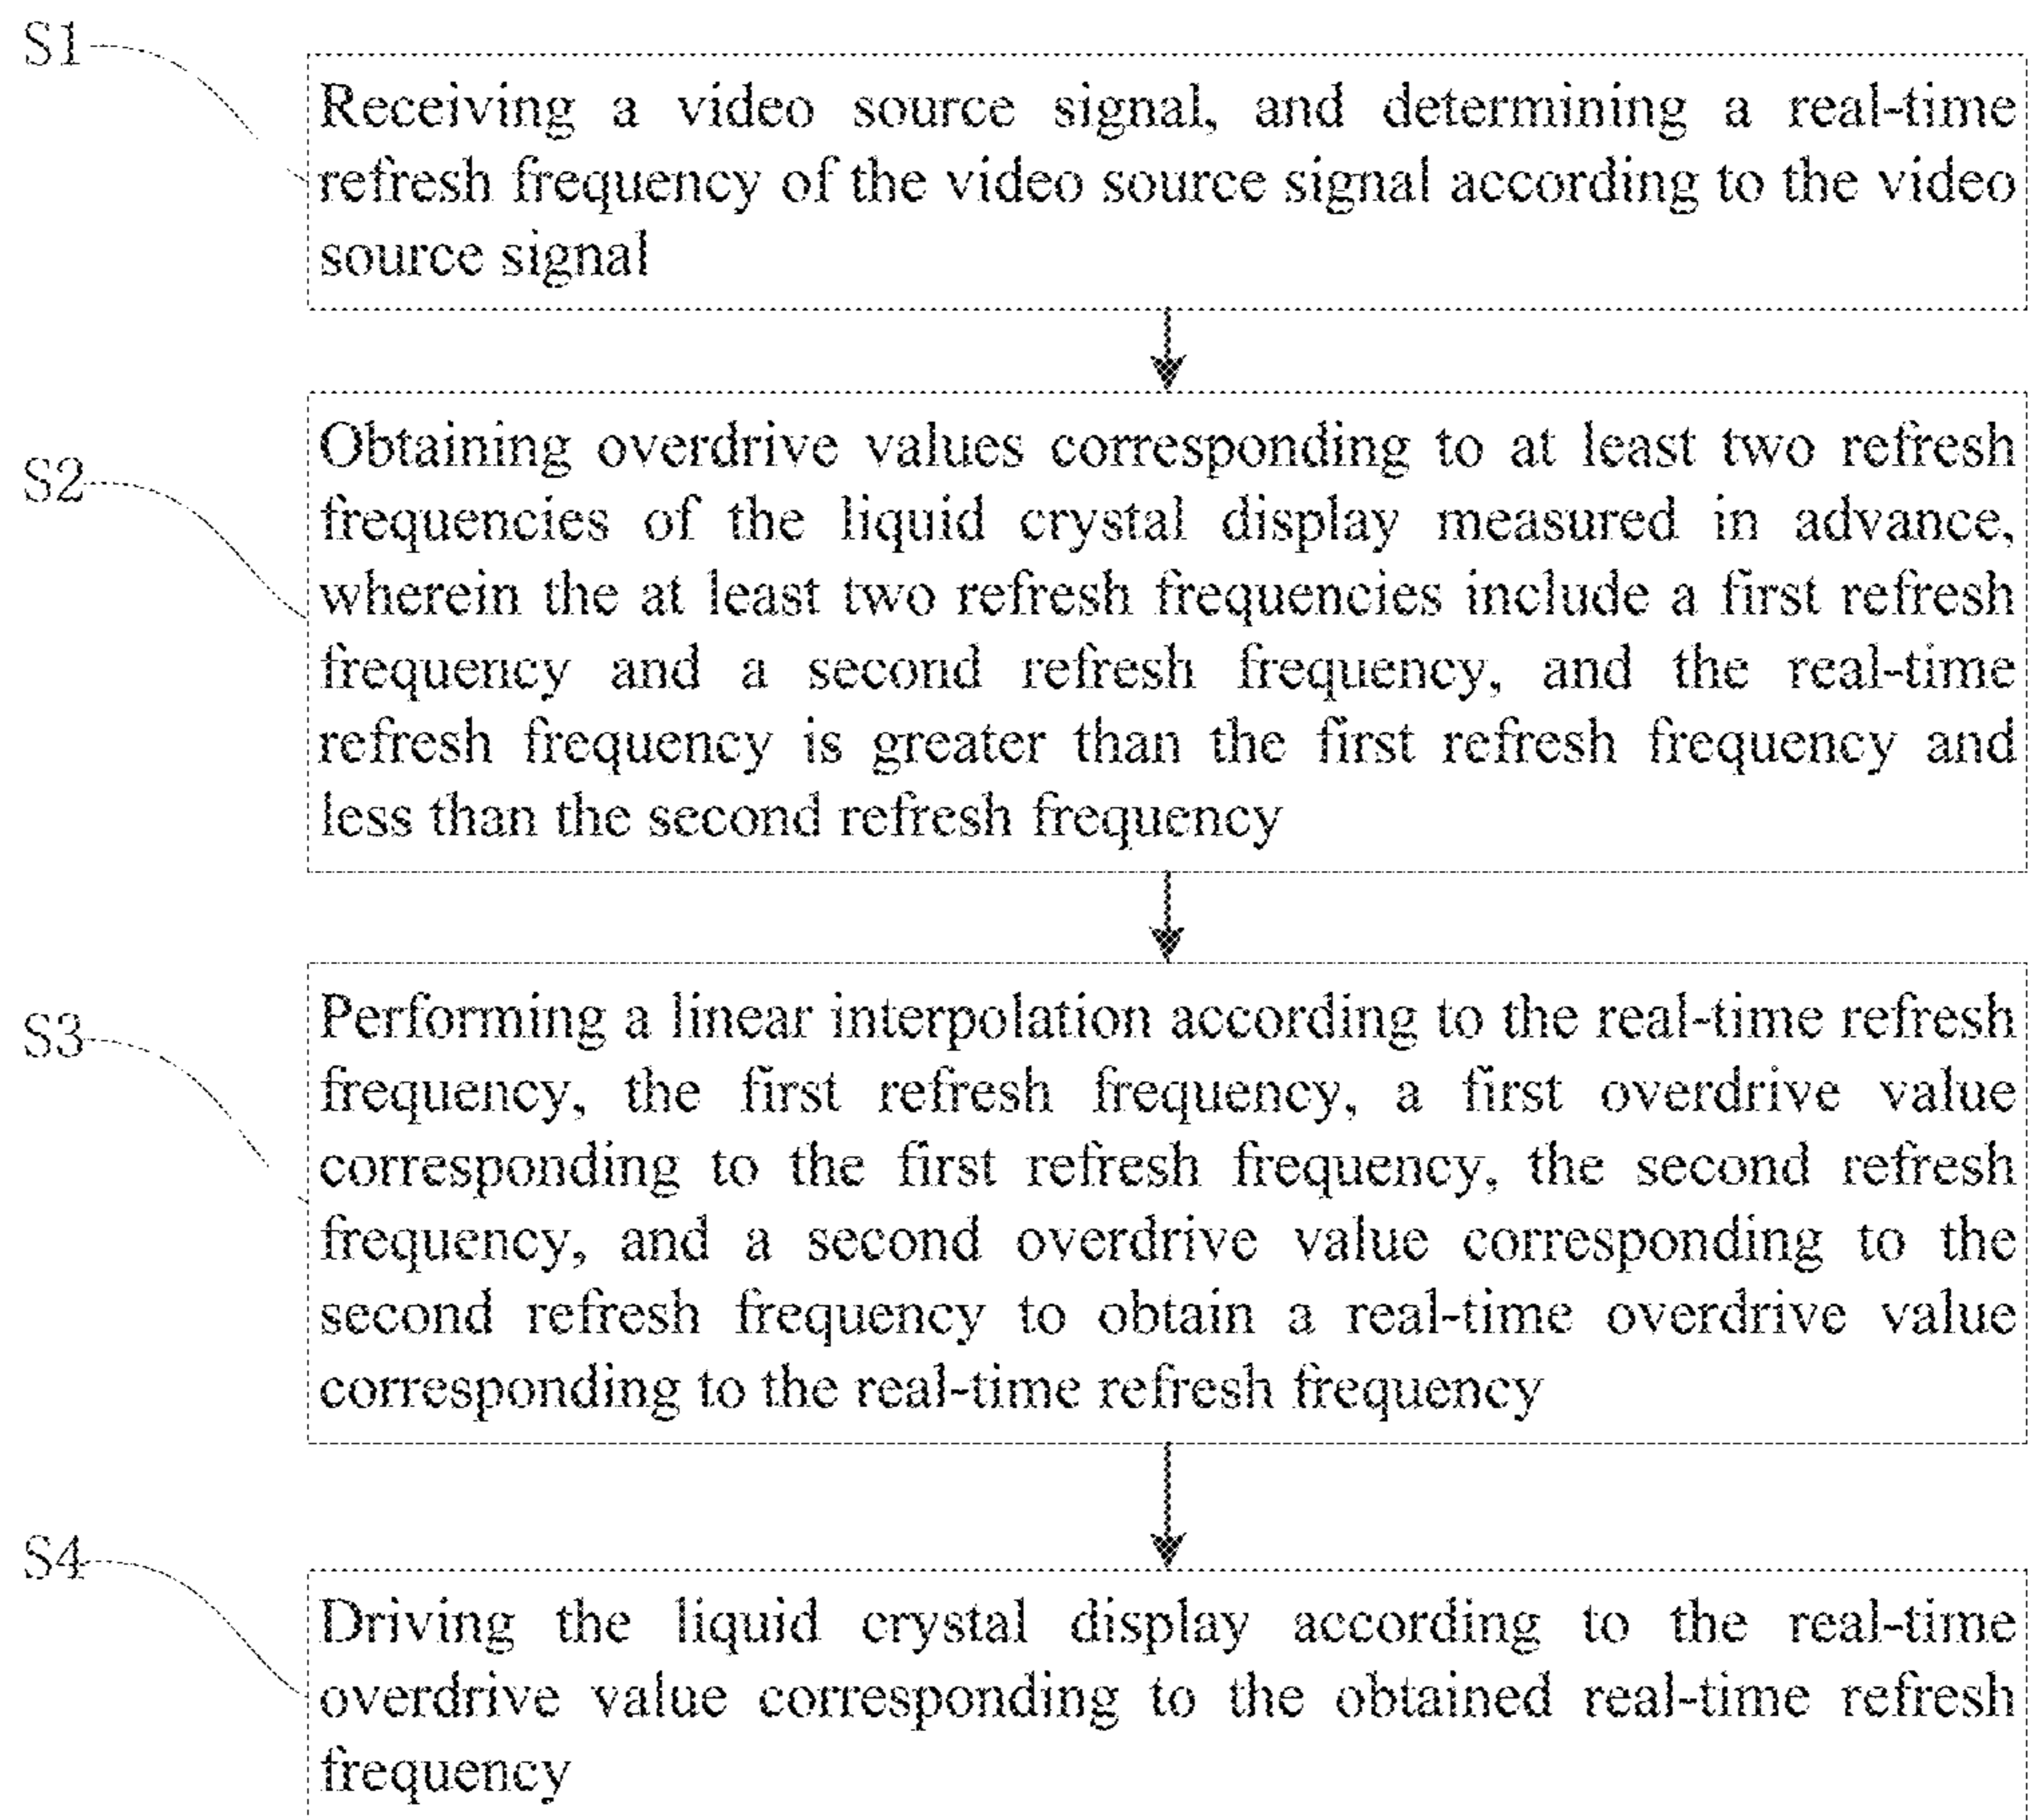 S1
Receiving a video source signal, and determining a real-time
refresh frequency of the video source signal according to the video
source signal
S2
Obtaining overdrive values corresponding to at least two refresh
frequencies of the liquid crystal display measured in advance,
wherein the at least two refresh frequencies include a first refresh
frequency and a second refresh frequency, and the real-time
refresh frequency is greater than the first refresh frequency and
less than the second refresh frequency
S3
Performing a linear interpolation according to the real-time refresh
frequency, the first refresh frequency, a first overdrive value
corresponding to the first refresh frequency, the second refresh
frequency, and a second overdrive value corresponding to the
second refresh frequency to obtain a real-time overdrive value
corresponding to the real-time refresh frequency
S4
Driving the liquid crystal display according to the real-time
overdrive value corresponding to the obtained real-time refresh
frequency